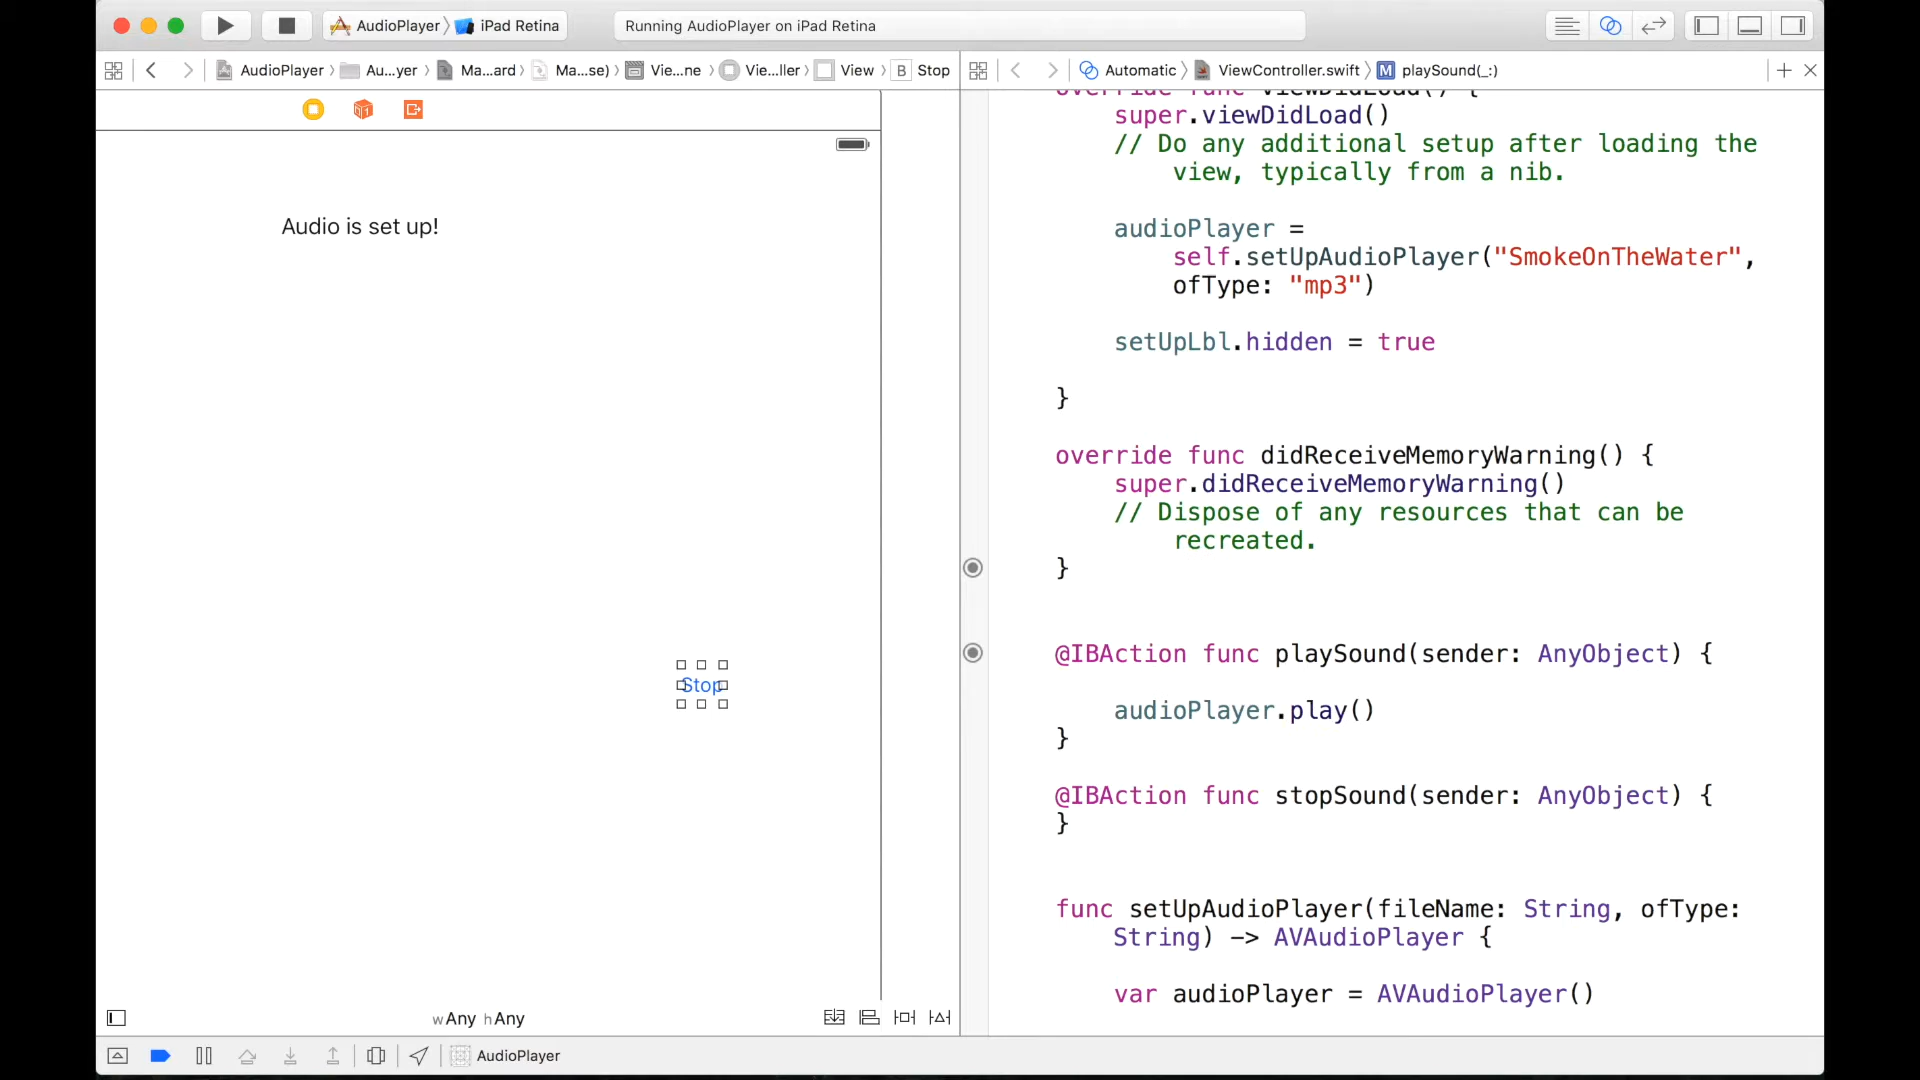 AudioPlayer iPad Retina
Running AudioPlayer on iPad Retina
AudioPlayer Au...yer Ma...ard Ma...se) Vie...ne Vie...ller View B Stop
Automatic ViewController.swift M playSound(_:)
override func viewDidLoad() {
super.viewDidLoad()
// Do any additional setup after loading the
view, typically from a nib.
audioPlayer =
self.setUpAudioPlayer("SmokeOnTheWater",
ofType: "mp3")
setUpLbl.hidden = true
}
override func didReceiveMemoryWarning() {
super.didReceiveMemoryWarning()
// Dispose of any resources that can be
recreated.
}
@IBAction func playSound(sender: AnyObject) {
audioPlayer.play()
}
@IBAction func stopSound(sender: AnyObject) {
}
func setUpAudioPlayer(fileName: String, ofType:
String) -> AVAudioPlayer {
var audioPlayer = AVAudioPlayer()
Audio is set up!
Stop
wAny hAny
AudioPlayer